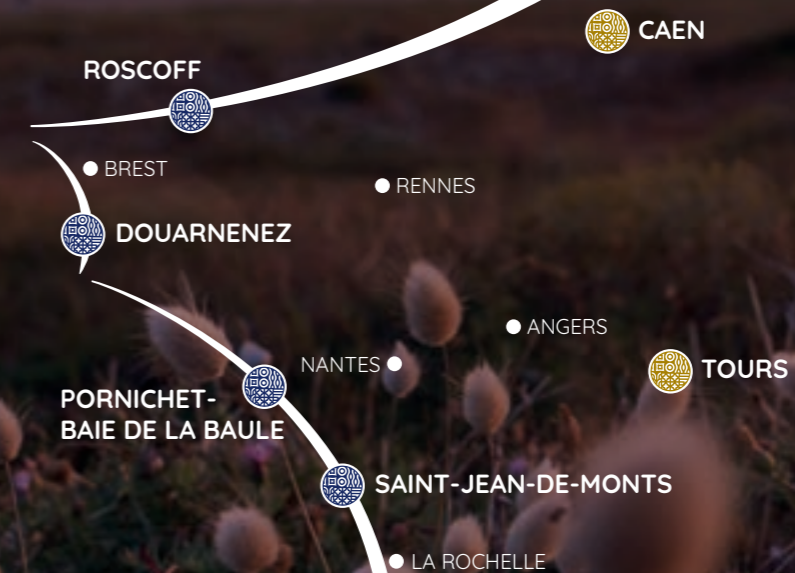 CAEN
ROSCOFF
BREST
RENNES
DOUARNENEZ
ANGERS
NANTES
TOURS
PORNICHET-
BAIE DE LA BAULE
SAINT-JEAN-DE-MONTS
LA ROCHELLE